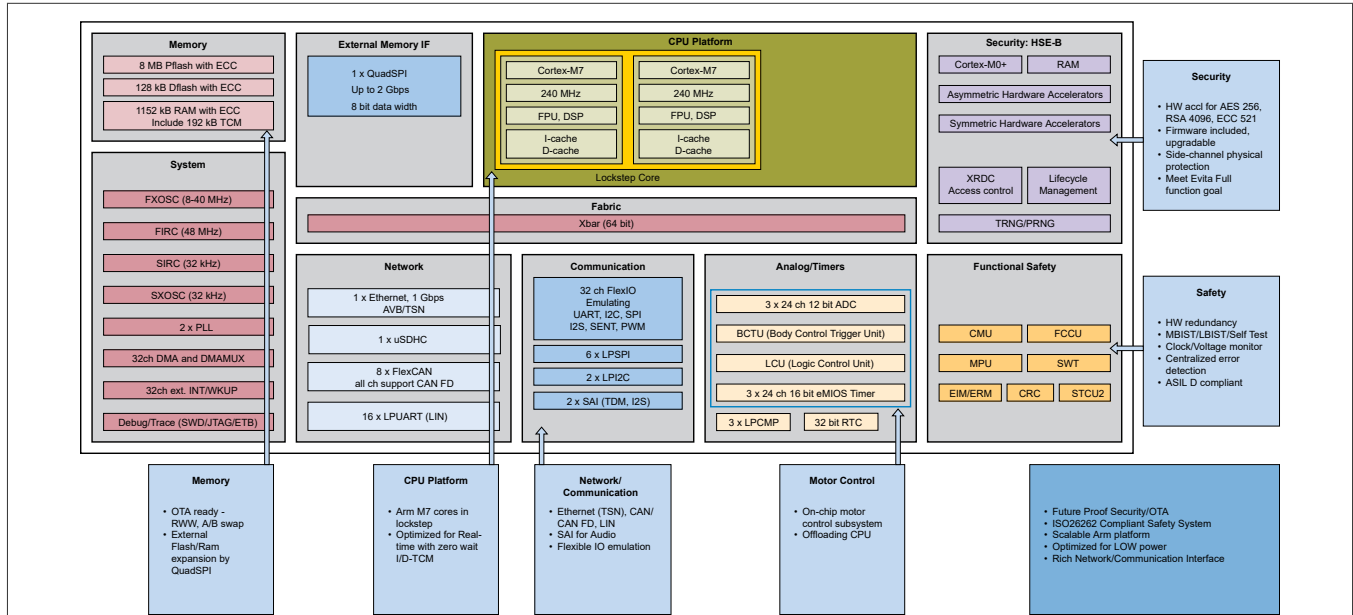 Memory
8 MB Pflash with ECC
128 kB Dflash with ECC
1152 kB RAM with ECC
Include 192 kB TCM
External Memory IF
1 x QuadSPI
Up to 2 Gbps
8 bit data width
CPU Platform
Cortex-M7
240 MHz
FPU, DSP
I-cache
D-cache
Cortex-M7
240 MHz
FPU, DSP
I-cache
D-cache
Lockstep Core
Security: HSE-B
Cortex-M0+
RAM
Asymmetric Hardware Accelerators
Symmetric Hardware Accelerators
XRDC
Access control
Lifecycle
Management
TRNG/PRNG
Security
• HW accl for AES 256,
RSA 4096, ECC 521
• Firmware included,
upgradable
• Side-channel physical
protection
• Meet Evita Full
function goal
System
FXOSC (8-40 MHz)
FIRC (48 MHz)
SIRC (32 kHz)
SXOSC (32 kHz)
2 x PLL
32ch DMA and DMAMUX
32ch ext. INT/WKUP
Debug/Trace (SWD/JTAG/ETB)
Fabric
Xbar (64 bit)
Network
1 x Ethernet, 1 Gbps
AVB/TSN
1 x uSDHC
8 x FlexCAN
all ch support CAN FD
16 x LPUART (LIN)
Communication
32 ch FlexIO
Emulating
UART, I2C, SPI
I2S, SENT, PWM
6 x LPSPI
2 x LPI2C
2 x SAI (TDM, I2S)
Analog/Timers
3 x 24 ch 12 bit ADC
BCTU (Body Control Trigger Unit)
LCU (Logic Control Unit)
3 x 24 ch 16 bit eMIOS Timer
3 x LPCMP
32 bit RTC
Functional Safety
CMU
FCCU
MPU
SWT
EIM/ERM
CRC
STCU2
Safety
• HW redundancy
• MBIST/LBIST/Self Test
• Clock/Voltage monitor
• Centralized error
detection
• ASIL D compliant
Memory
• OTA ready -
RWW, A/B swap
• External
Flash/Ram
expansion by
QuadSPI
CPU Platform
• Arm M7 cores in
lockstep
• Optimized for Real-
time with zero wait
I/D-TCM
Network/
Communication
• Ethernet (TSN), CAN/
CAN FD, LIN
• SAI for Audio
• Flexible IO emulation
Motor Control
• On-chip motor
control subsystem
• Offloading CPU
• Future Proof Security/OTA
• ISO26262 Compliant Safety System
• Scalable Arm platform
• Optimized for LOW power
• Rich Network/Communication Interface